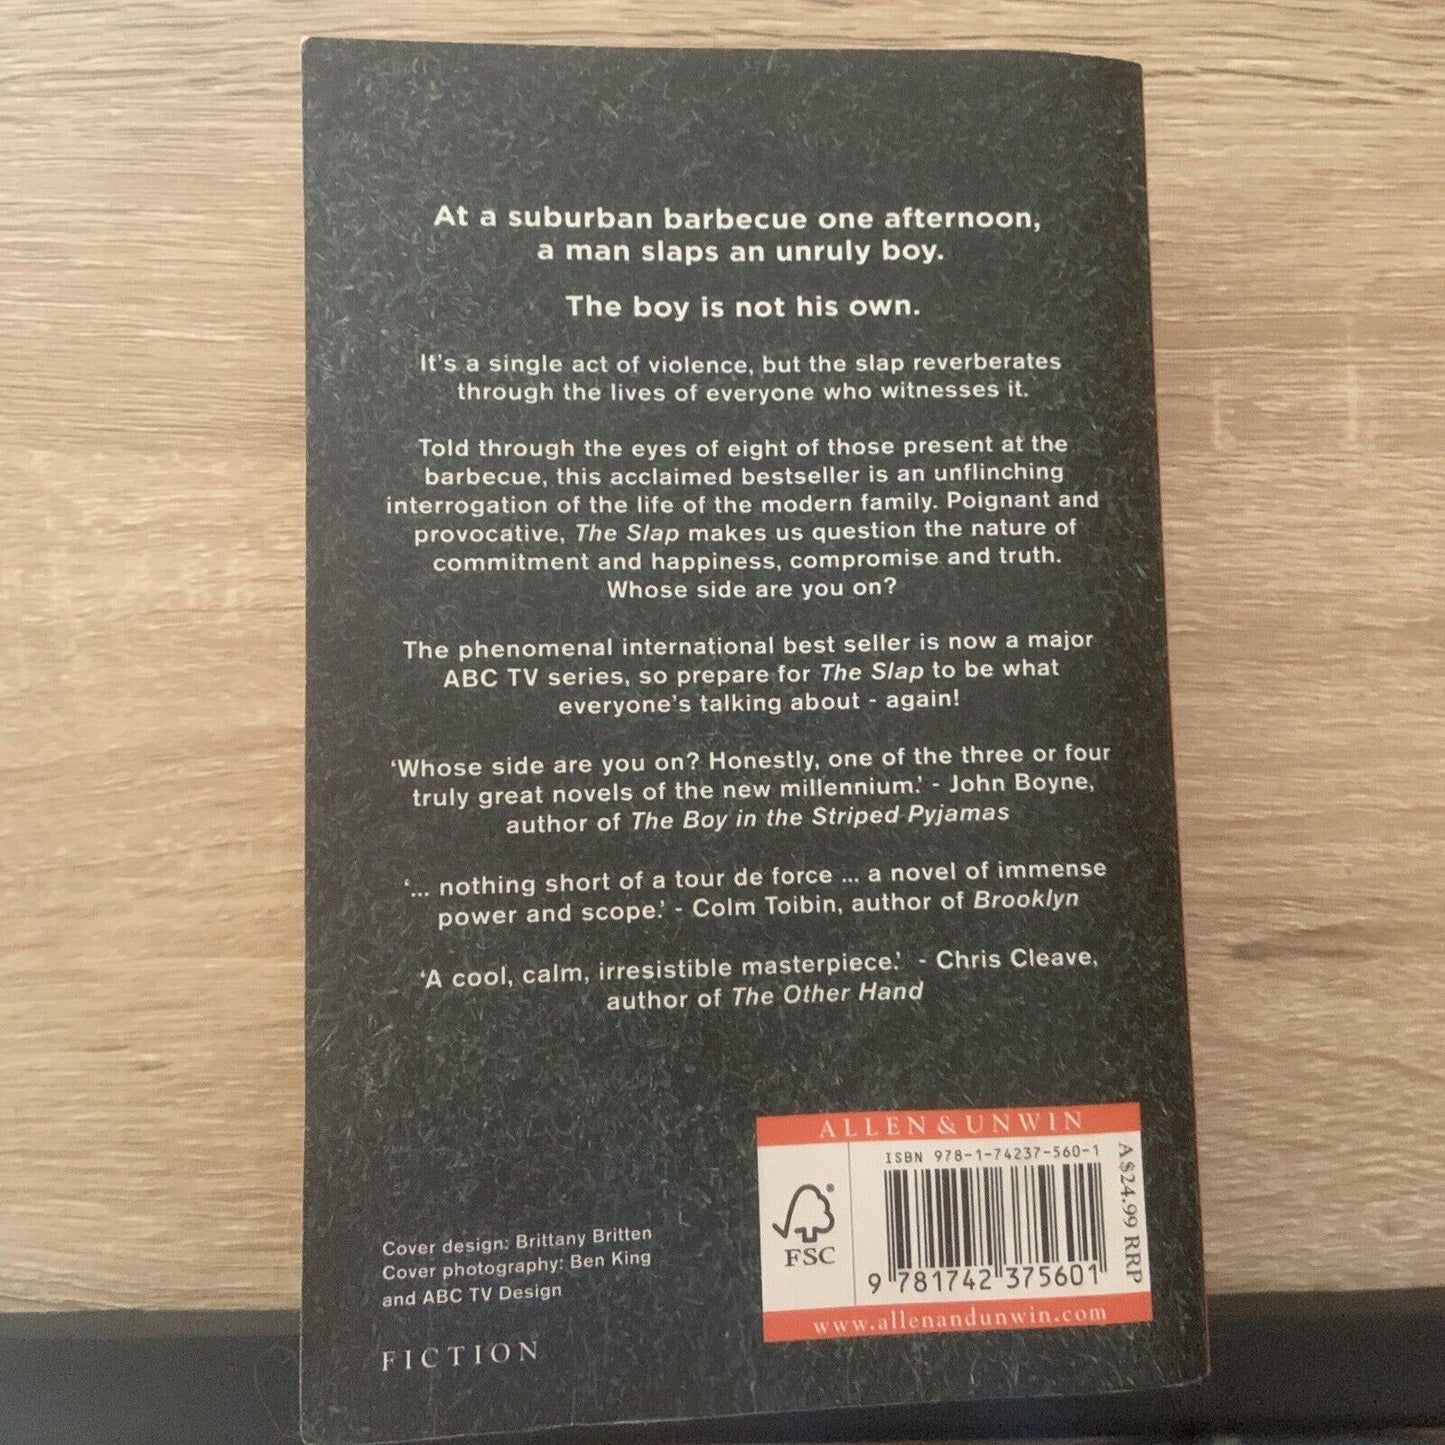 At a suburban barbecue one afternoon,
a man slaps an unruly boy.
The boy is not his own.
It's a single act of violence, but the slap reverberates
through the lives of everyone who witnesses it.
Told through the eyes of eight of those present at the
barbecue, this acclaimed bestseller is an unflinching
interrogation of the life of the modern family. Poignant and
provocative, The Slap makes us question the nature of
commitment and happiness, compromise and truth.
Whose side are you on?
The phenomenal international best seller is now a major
ABC TV series, so prepare for The Slap to be what
everyone's talking about - again!
‘Whose side are you on? Honestly, one of the three or four
truly great novels of the new millennium.’ - John Boyne,
author of The Boy in the Striped Pyjamas
‘... nothing short of a tour de force ... a novel of immense
power and scope.’ - Colm Toibin, author of Brooklyn
‘A cool, calm, irresistible masterpiece.’ - Chris Cleave,
author of The Other Hand
Cover design: Brittany Britten
Cover photography: Ben King
and ABC TV Design
FICTION
ALLEN & UNWIN
ISBN 978-1-74237-560-1
FSC
®
9 781742 375601
A$24.99 RRP
www.allenandunwin.com